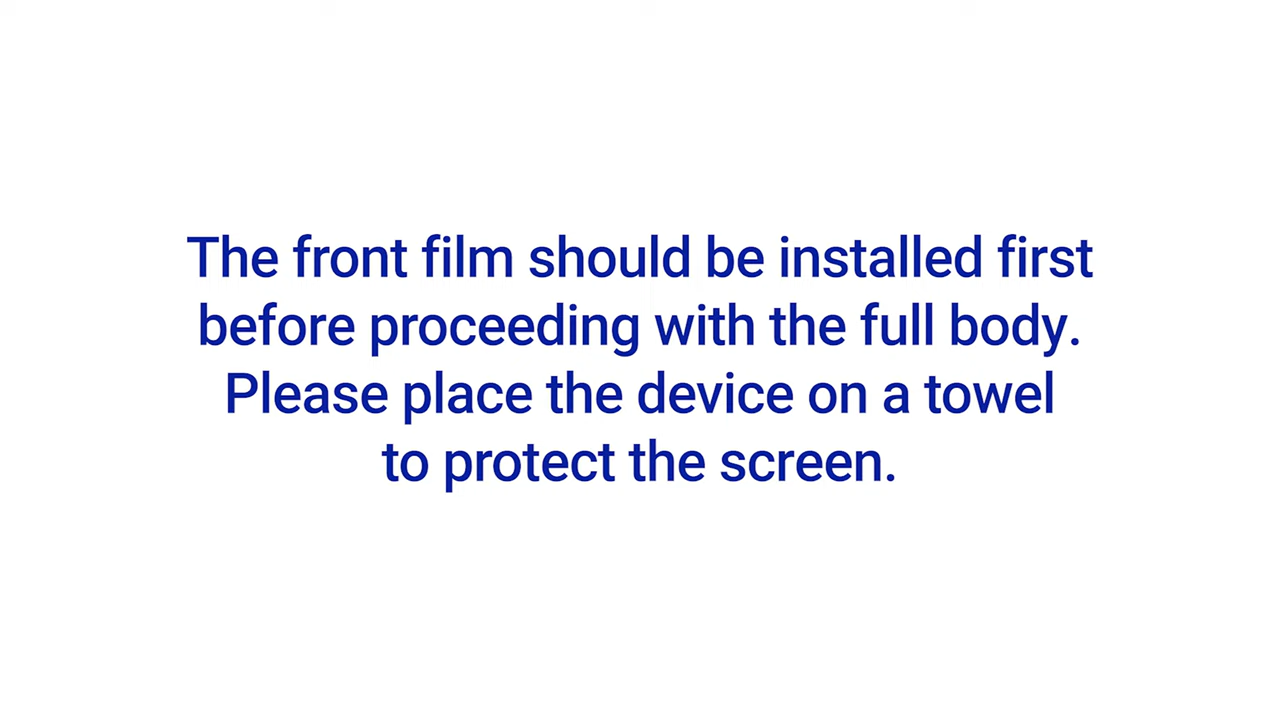 The front film should be installed first
before proceeding with the full body.
Please place the device on a towel
to protect the screen.